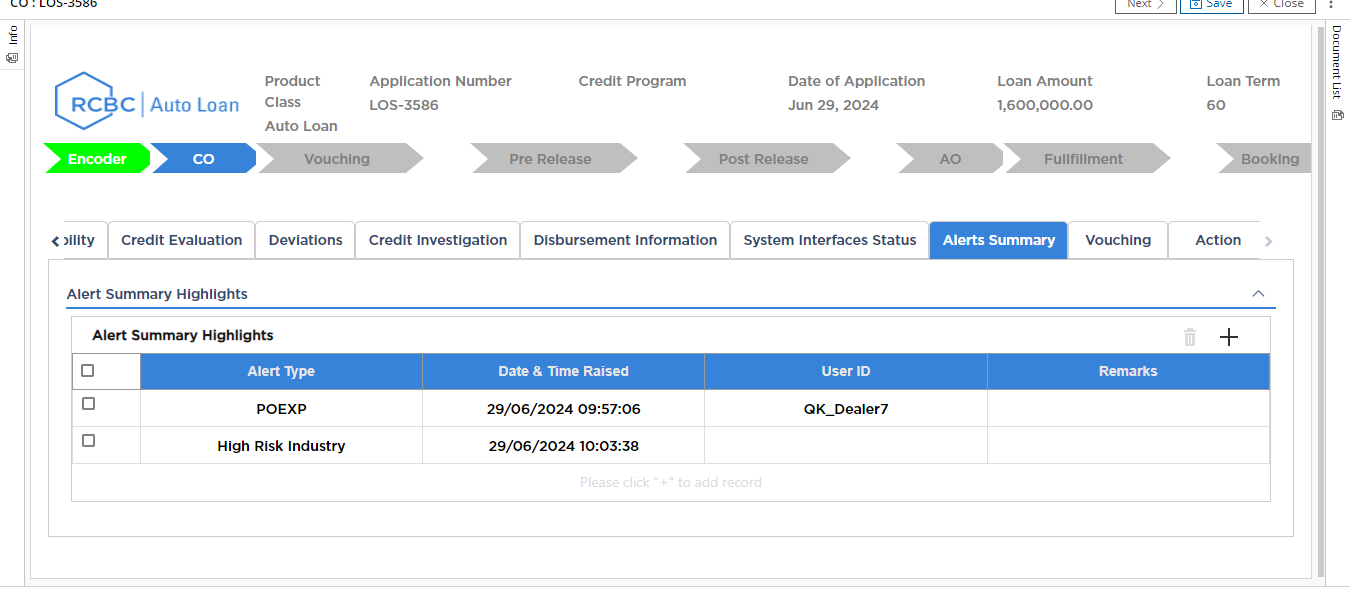 CO : LOS-3586
Next
Save
Close
Info
Document List
RCBC Auto Loan
Product Class
Auto Loan
Application Number
LOS-3586
Credit Program
Date of Application
Jun 29, 2024
Loan Amount
1,600,000.00
Loan Term
60
Encoder CO Vouching Pre Release Post Release AO Fullfillment Booking
Credit Evaluation Deviations Credit Investigation Disbursement Information System Interfaces Status Alerts Summary Vouching Action
Alert Summary Highlights
Alert Summary Highlights
Alert Type Date & Time Raised User ID Remarks
POEXP 29/06/2024 09:57:06 QK_Dealer7
High Risk Industry 29/06/2024 10:03:38
Please click "+" to add record